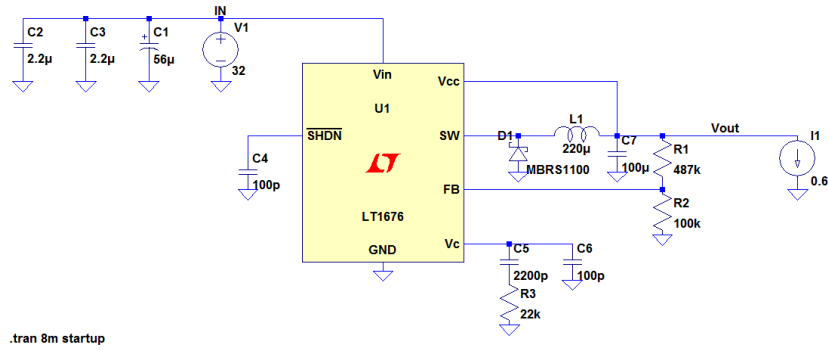 IN
C2
2.2µ
C3
2.2µ
C1
+
56µ
V1
32
Vin
Vcc
U1
SHDN
SW
FB
LT1676
Vc
GND
C4
100p
D1
MBRS1100
L1
220µ
C7
100µ
Vout
R1
487k
R2
100k
I1
0.6
C5
2200p
C6
100p
R3
22k
.tran 8m startup